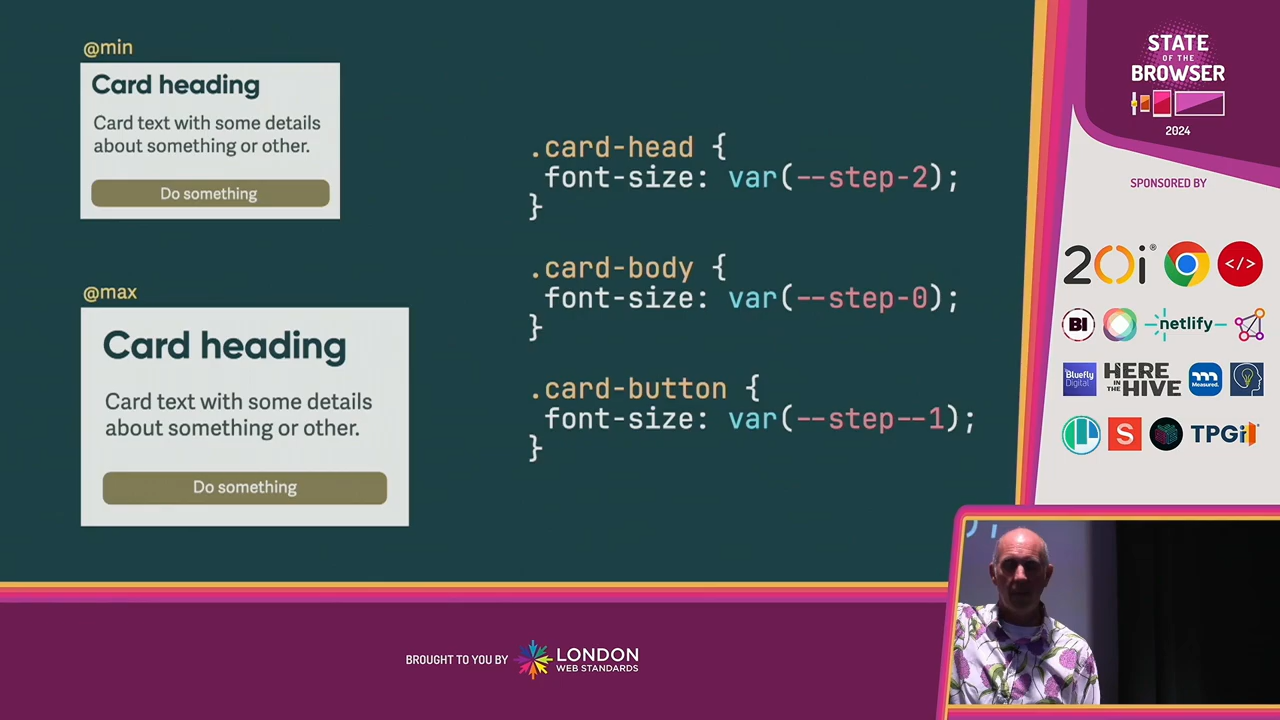 @min
Card heading
Card text with some details
about something or other.
Do something
@max
Card heading
Card text with some details
about something or other.
Do something
.card-head {
font-size: var(--step-2);
}
.card-body {
font-size: var(--step-0);
}
.card-button {
font-size: var(--step--1);
}
STATE
OF THE
BROWSER
2024
SPONSORED BY
20i®
</>
BI
netlify
Bluefly
Digital
HERE
IN THE
HIVE
Measured.
S
TPGi
BROUGHT TO YOU BY
LONDON
WEB STANDARDS